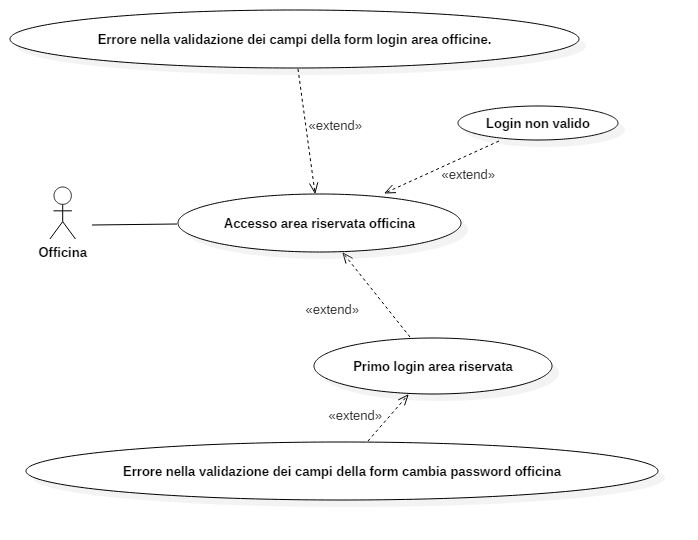 Errore nella validazione dei campi della form login area officine.
«extend»
Login non valido
«extend»
Accesso area riservata officina
Officina
«extend»
Primo login area riservata
«extend»
Errore nella validazione dei campi della form cambia password officina